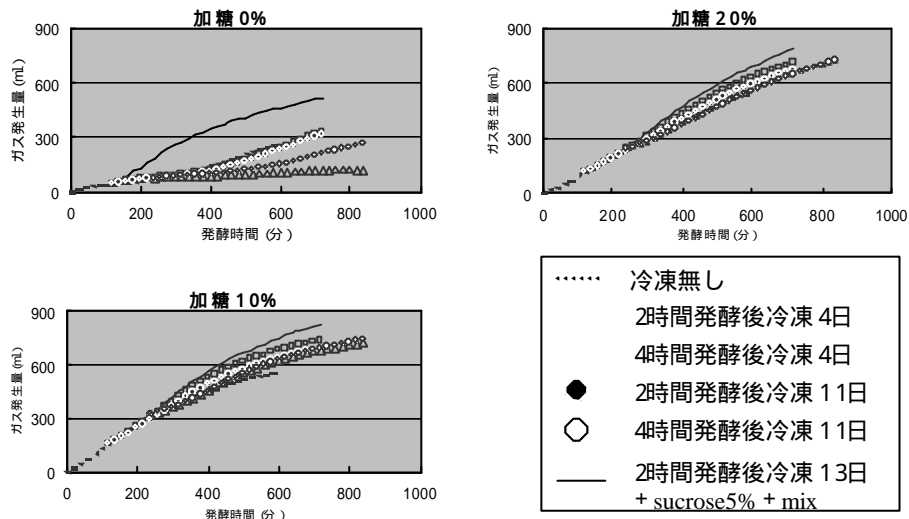 加糖 0%
900
600
300
0
ガス発生量 (mL)
0 200 400 600 800 1000
発酵時間 (分)
加糖 20%
900
600
300
0
ガス発生量 (mL)
0 200 400 600 800 1000
発酵時間 (分)
加糖 10%
900
600
300
0
ガス発生量 (mL)
0 200 400 600 800 1000
発酵時間 (分)
冷凍無し
2時間発酵後冷凍 4日
4時間発酵後冷凍 4日
2時間発酵後冷凍 11日
4時間発酵後冷凍 11日
2時間発酵後冷凍 13日
+ sucrose5% + mix